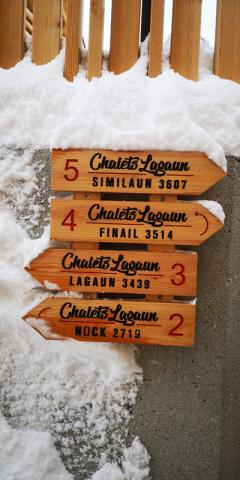 5 Chalets Lagaun
SIMILAUN 3607
4 Chalets Lagaun
FINAIL 3514
Chalets Lagaun 3
LAGAUN 3439
Chalets Lagaun
NOCK 2719 2